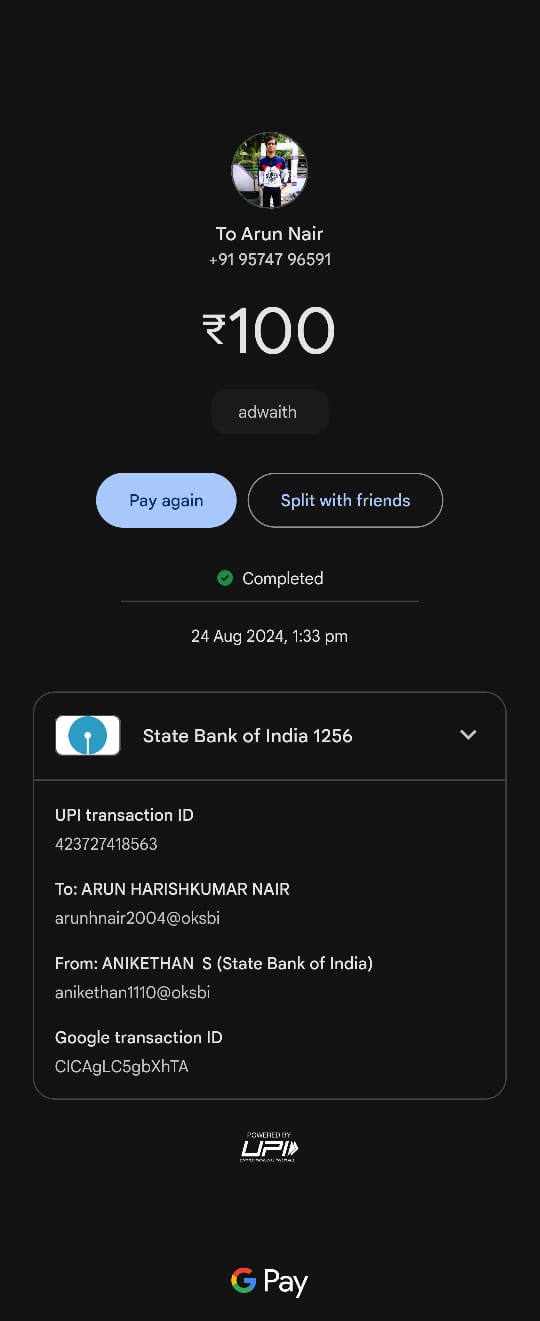 To Arun Nair
+91 95747 96591
₹100
adwaith
Pay again
Split with friends
Completed
24 Aug 2024, 1:33 pm
State Bank of India 1256
UPI transaction ID
423727418563
To: ARUN HARISHKUMAR NAIR
arunhnair2004@oksbi
From: ANIKETHAN  S (State Bank of India)
anikethan1110@oksbi
Google transaction ID
CICAgLC5gbXhTA
POWERED BY
UPI
G Pay